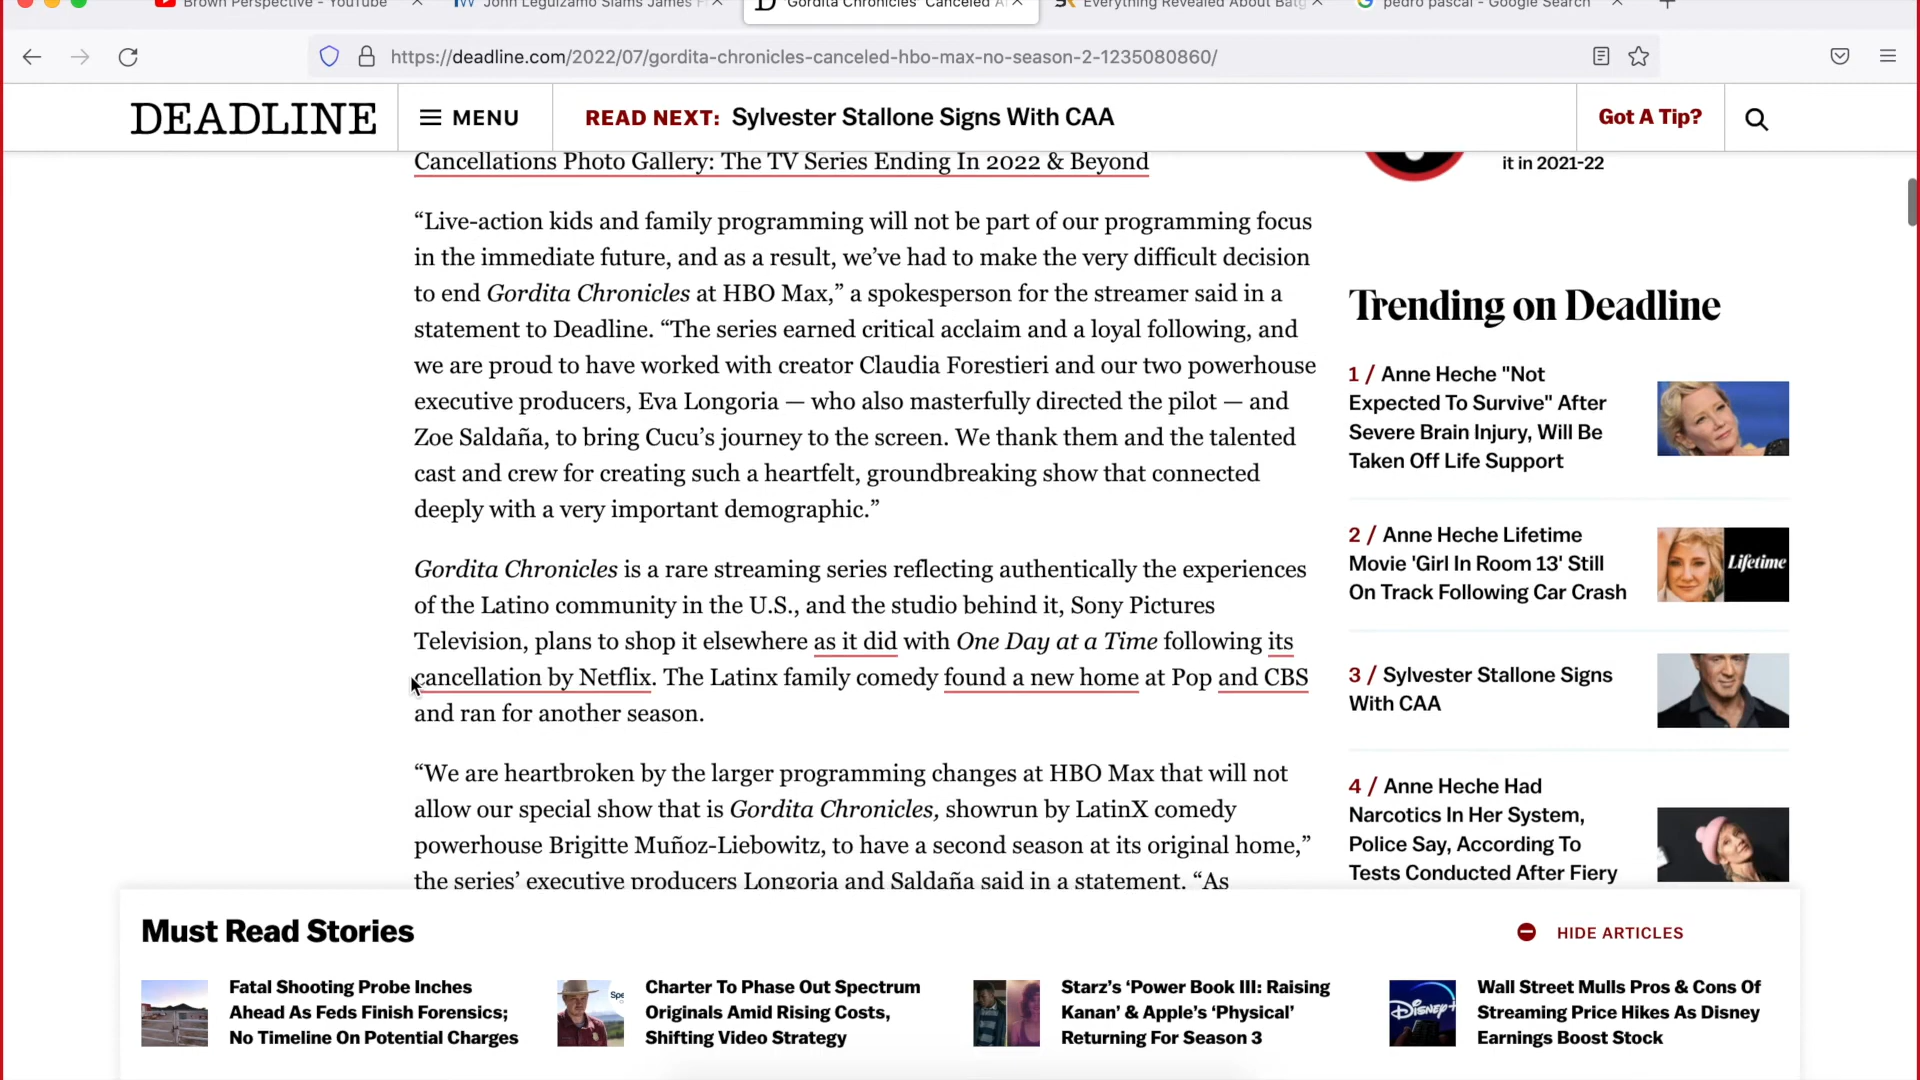 Brown Perspective - YouTube
John Leguizamo Slams James Fr
'Gordita Chronicles' Canceled A
Everything Revealed About Batg
pedro pascal - Google Search
https://deadline.com/2022/07/gordita-chronicles-canceled-hbo-max-no-season-2-1235080860/
DEADLINE
MENU
READ NEXT: Sylvester Stallone Signs With CAA
Got A Tip?
Cancellations Photo Gallery: The TV Series Ending In 2022 & Beyond
“Live-action kids and family programming will not be part of our programming focus
in the immediate future, and as a result, we’ve had to make the very difficult decision
to end Gordita Chronicles at HBO Max,” a spokesperson for the streamer said in a
statement to Deadline. “The series earned critical acclaim and a loyal following, and
we are proud to have worked with creator Claudia Forestieri and our two powerhouse
executive producers, Eva Longoria — who also masterfully directed the pilot — and
Zoe Saldaña, to bring Cucu’s journey to the screen. We thank them and the talented
cast and crew for creating such a heartfelt, groundbreaking show that connected
deeply with a very important demographic.”
Gordita Chronicles is a rare streaming series reflecting authentically the experiences
of the Latino community in the U.S., and the studio behind it, Sony Pictures
Television, plans to shop it elsewhere as it did with One Day at a Time following its
cancellation by Netflix. The Latinx family comedy found a new home at Pop and CBS
and ran for another season.
“We are heartbroken by the larger programming changes at HBO Max that will not
allow our special show that is Gordita Chronicles, showrun by LatinX comedy
powerhouse Brigitte Muñoz-Liebowitz, to have a second season at its original home,”
the series’ executive producers Longoria and Saldaña said in a statement. “As
it in 2021-22
Trending on Deadline
1 / Anne Heche "Not
Expected To Survive" After
Severe Brain Injury, Will Be
Taken Off Life Support
2 / Anne Heche Lifetime
Movie 'Girl In Room 13' Still
On Track Following Car Crash
Lifetime
3 / Sylvester Stallone Signs
With CAA
4 / Anne Heche Had
Narcotics In Her System,
Police Say, According To
Tests Conducted After Fiery
Must Read Stories
HIDE ARTICLES
Fatal Shooting Probe Inches
Ahead As Feds Finish Forensics;
No Timeline On Potential Charges
Spe
Charter To Phase Out Spectrum
Originals Amid Rising Costs,
Shifting Video Strategy
Starz’s ‘Power Book III: Raising
Kanan’ & Apple’s ‘Physical’
Returning For Season 3
Disney+
Wall Street Mulls Pros & Cons Of
Streaming Price Hikes As Disney
Earnings Boost Stock